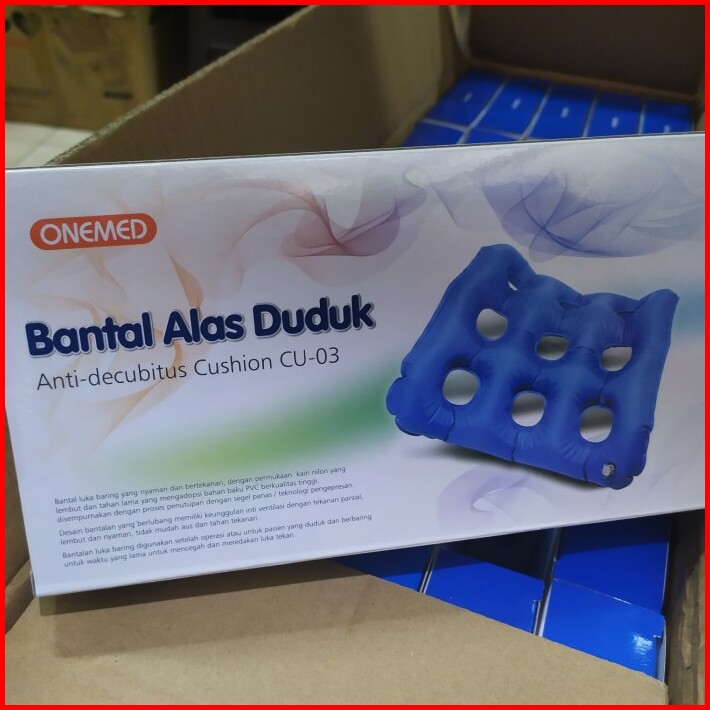 ONEMED
Bantal Alas Duduk
Anti-decubitus Cushion CU-03
Bantal luka baring yang nyaman dan bertekanan, dengan permukaan kain nilon yang
lembut dan tahan lama yang mengadopsi bahan baku PVC berkualitas tinggi,
disempurnakan dengan proses penutupan dengan segel panas / teknologi pengepresan.
Desain bantalan yang berlubang memiliki keunggulan inti ventilasi dengan tekanan parsial,
lembut dan nyaman, tidak mudah aus dan tahan tekanan.
Bantalan luka baring digunakan setelah operasi atau untuk pasien yang duduk dan berbaring
untuk waktu yang lama untuk mencegah dan meredakan luka tekan.